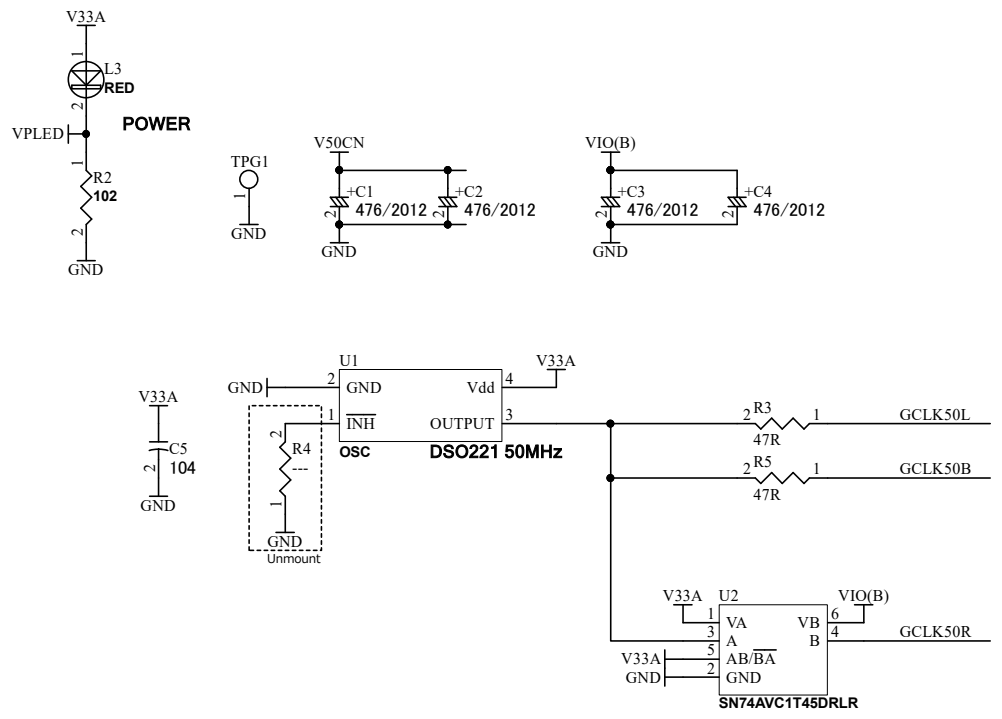 V33A
1
L3
RED
2
VPLED
POWER
1
R2
102
2
GND
TPG1
1
GND
V50CN
+C1
476/2012
2
+C2
476/2012
2
GND
VIO(B)
+C3
476/2012
2
+C4
476/2012
2
GND
V33A
C5
104
2
GND
U1
GND
2
GND
Vdd
4
V33A
1
INH
OUTPUT
3
OSC
DSO221 50MHz
2
R4
---
1
GND
Unmount
2
R3
1
GCLK50L
47R
2
R5
1
GCLK50B
47R
V33A
U2
VIO(B)
1
VA
VB
6
3
A
B
4
GCLK50R
V33A
5
AB/BA
GND
2
GND
SN74AVC1T45DRLR